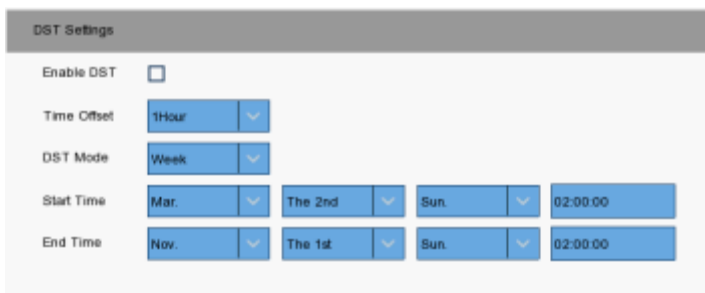 DST Settings
Enable DST
Time Offset 1Hour
DST Mode Week
Start Time Mar. The 2nd Sun. 02:00:00
End Time Nov. The 1st Sun. 02:00:00